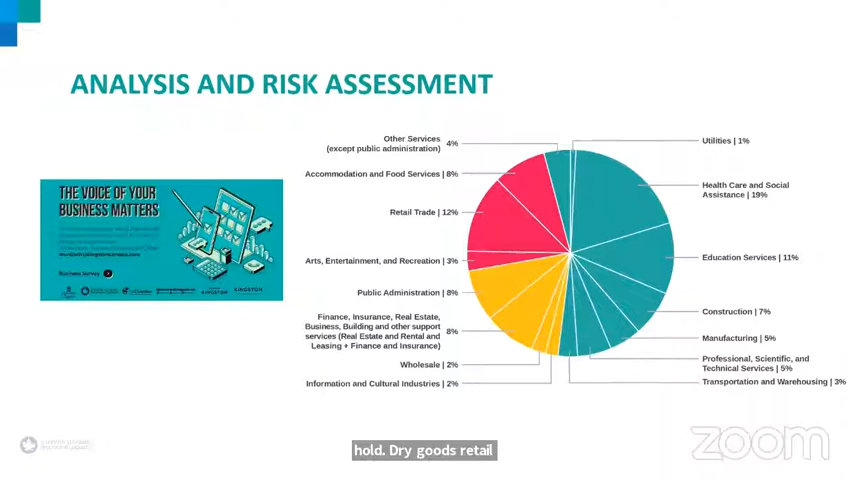 ANALYSIS AND RISK ASSESSMENT
THE VOICE OF YOUR
BUSINESS MATTERS
Business Survey
KINGSTON
KINGSTON
Other Services
(except public administration) 4%
Accommodation and Food Services | 8%
Retail Trade | 12%
Arts, Entertainment, and Recreation | 3%
Public Administration | 8%
Finance, Insurance, Real Estate,
Business, Building and other support
services (Real Estate and Rental and 8%
Leasing + Finance and Insurance)
Wholesale | 2%
Information and Cultural Industries | 2%
Utilities | 1%
Health Care and Social
Assistance | 19%
Education Services | 11%
Construction | 7%
Manufacturing | 5%
Professional, Scientific, and
Technical Services | 5%
Transportation and Warehousing | 3%
hold. Dry goods retail
zoom